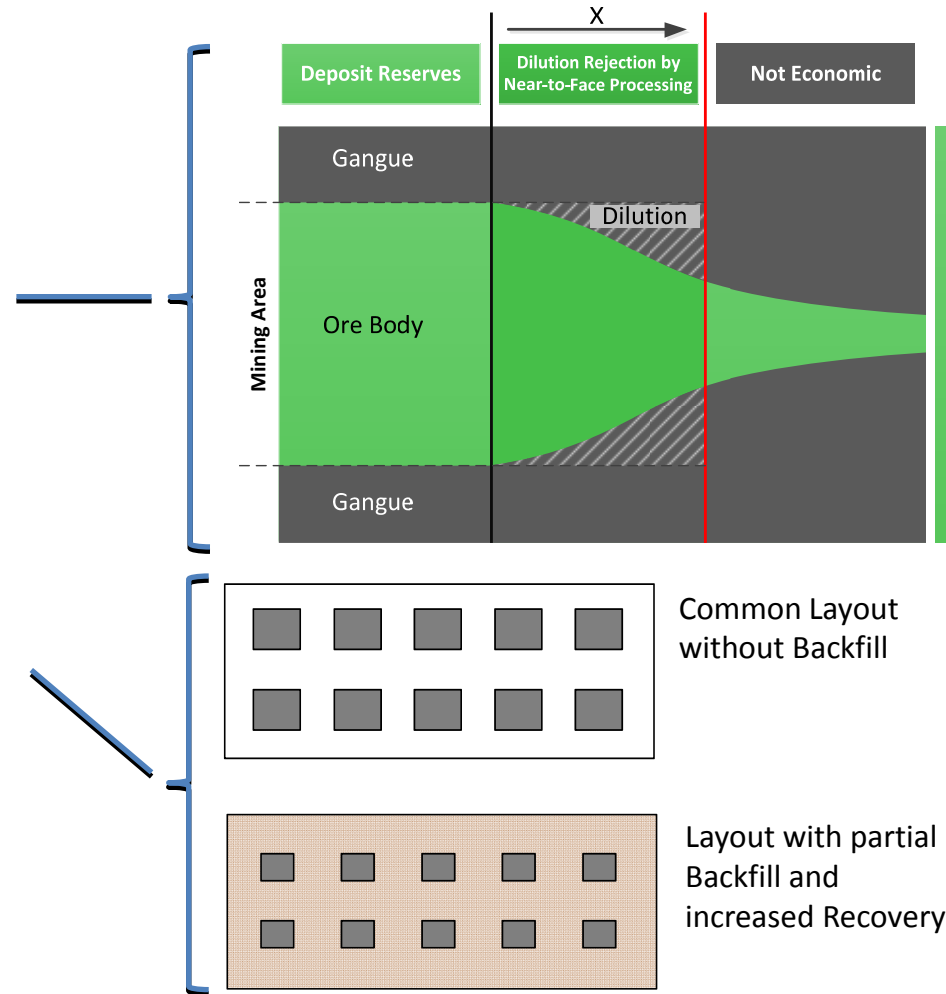 X
Deposit Reserves
Dilution Rejection by
Near-to-Face Processing
Not Economic
Gangue
Dilution
Mining Area
Ore Body
Gangue
Common Layout
without Backfill
Layout with partial
Backfill and
increased Recovery